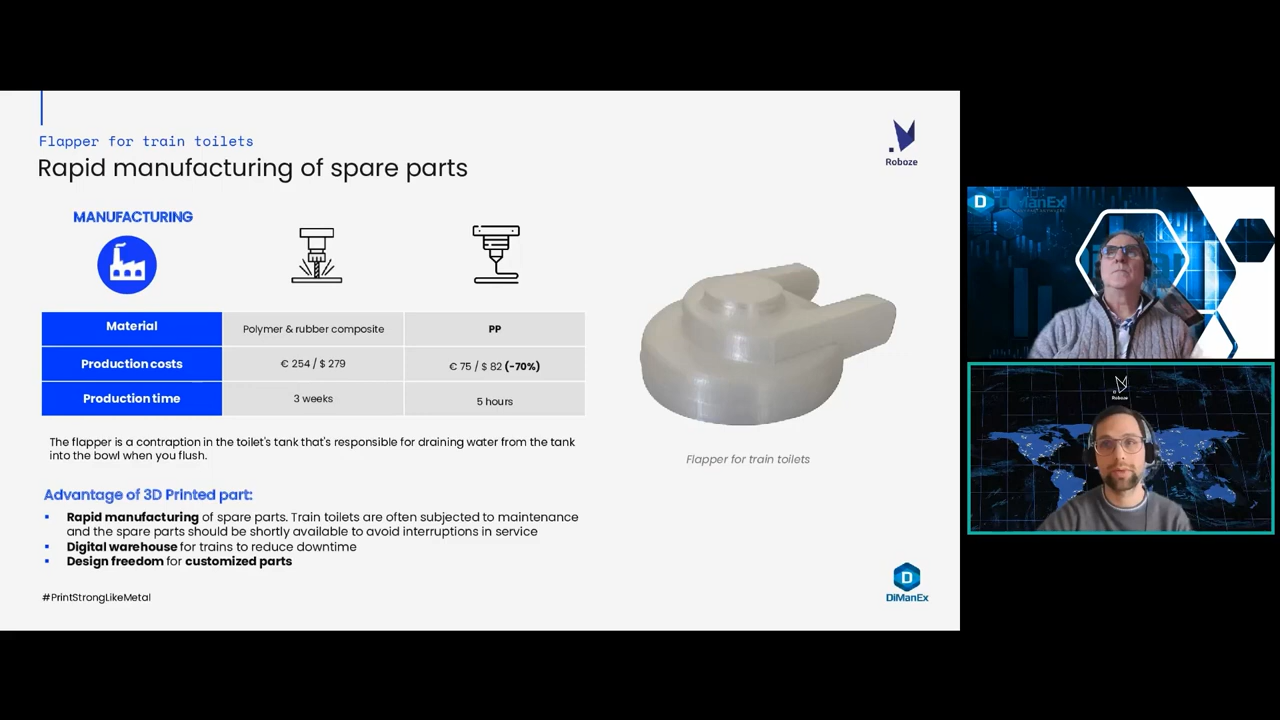 Flapper for train toilets
Rapid manufacturing of spare parts
Roboze
MANUFACTURING
Material
Polymer & rubber composite
PP
Production costs
€ 254 / $ 279
€ 75 / $ 82 (-70%)
Production time
3 weeks
5 hours
The flapper is a contraption in the toilet's tank that's responsible for draining water from the tank
into the bowl when you flush.
Flapper for train toilets
Advantage of 3D Printed part:
Rapid manufacturing of spare parts. Train toilets are often subjected to maintenance
and the spare parts should be shortly available to avoid interruptions in service
Digital warehouse for trains to reduce downtime
Design freedom for customized parts
#PrintStrongLikeMetal
D
DiManEx
D
DiManEx
Roboze